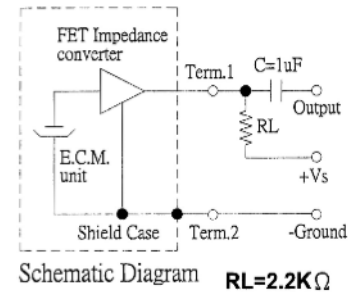 FET Impedance
converter
Term.1
C=1uF
Output
RL
+Vs
E.C.M.
unit
Shield Case
Term.2
-Ground
Schematic Diagram
RL=2.2KΩ